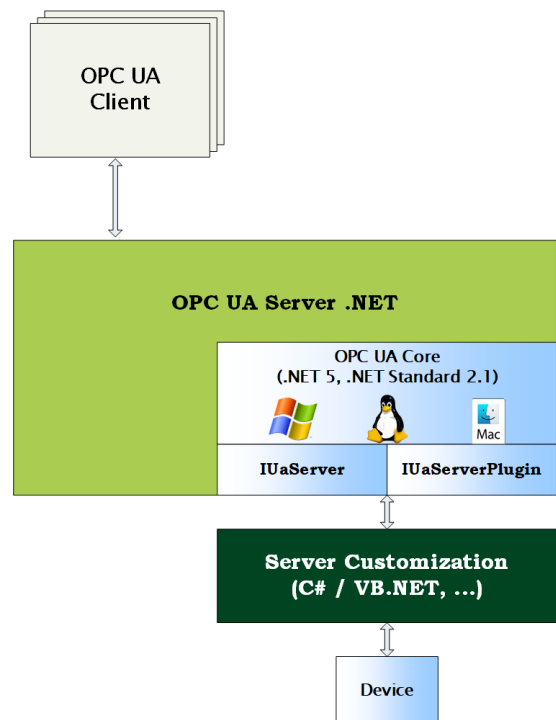 OPC UA
Client
OPC UA Server .NET
OPC UA Core
(.NET 5, .NET Standard 2.1)
Mac
IUaServer
IUaServerPlugin
Server Customization
(C# / VB.NET, ...)
Device